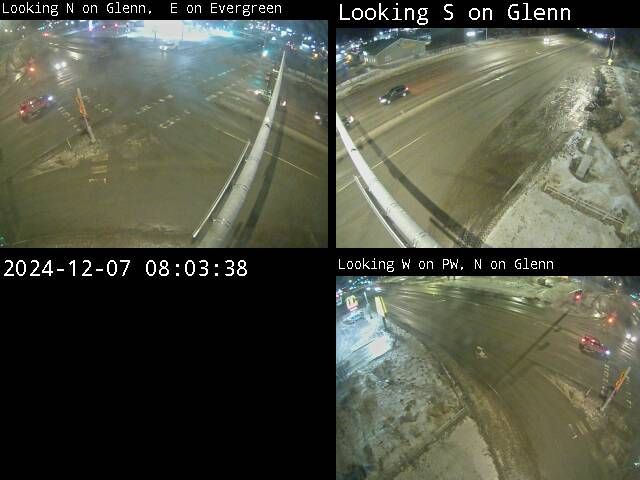 Looking N on Glenn, E on Evergreen
Looking S on Glenn
2024-12-07 08:03:38
Looking W on PW, N on Glenn